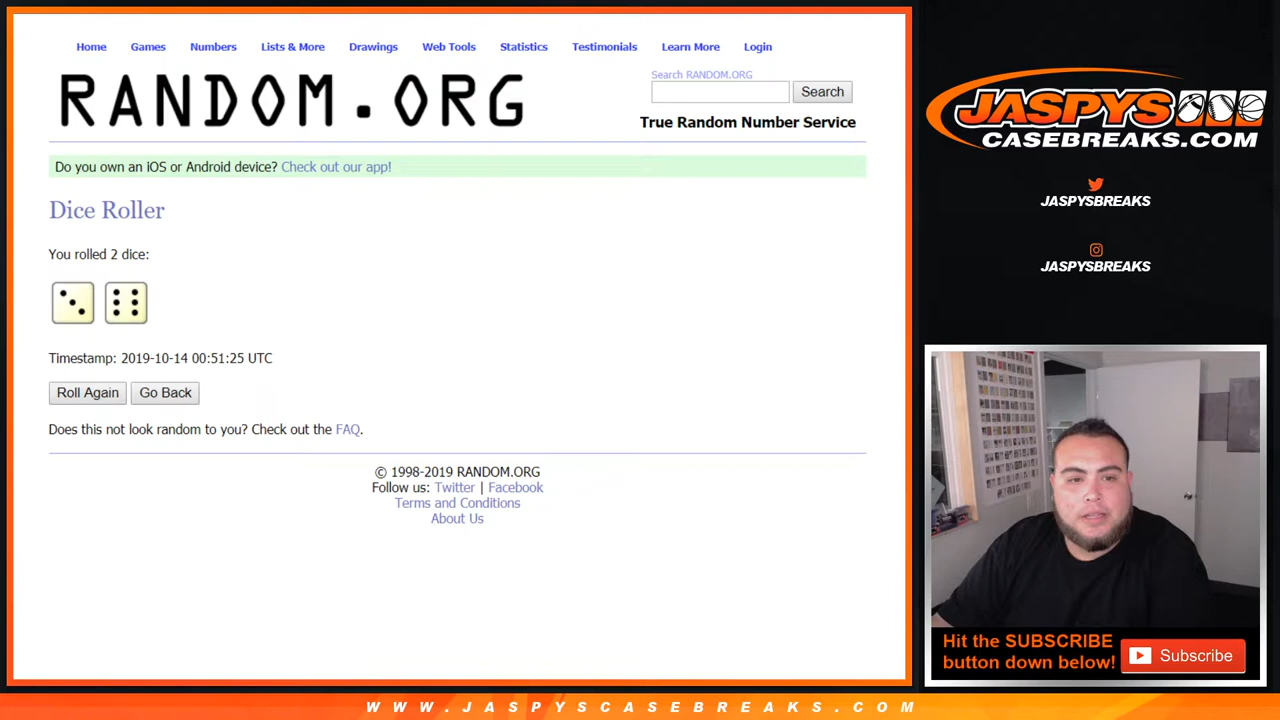 Home Games Numbers Lists & More Drawings Web Tools Statistics Testimonials Learn More Login
RANDOM.ORG
Search RANDOM.ORG
Search
True Random Number Service
Do you own an iOS or Android device? Check out our app!
Dice Roller
You rolled 2 dice:
Timestamp: 2019-10-14 00:51:25 UTC
Roll Again Go Back
Does this not look random to you? Check out the FAQ.
© 1998-2019 RANDOM.ORG
Follow us: Twitter | Facebook
Terms and Conditions
About Us
JASPYS
CASEBREAKS.COM
JASPYSBREAKS
JASPYSBREAKS
Hit the SUBSCRIBE
button down below!
Subscribe
WWW.JASPYSCASEBREAKS.COM